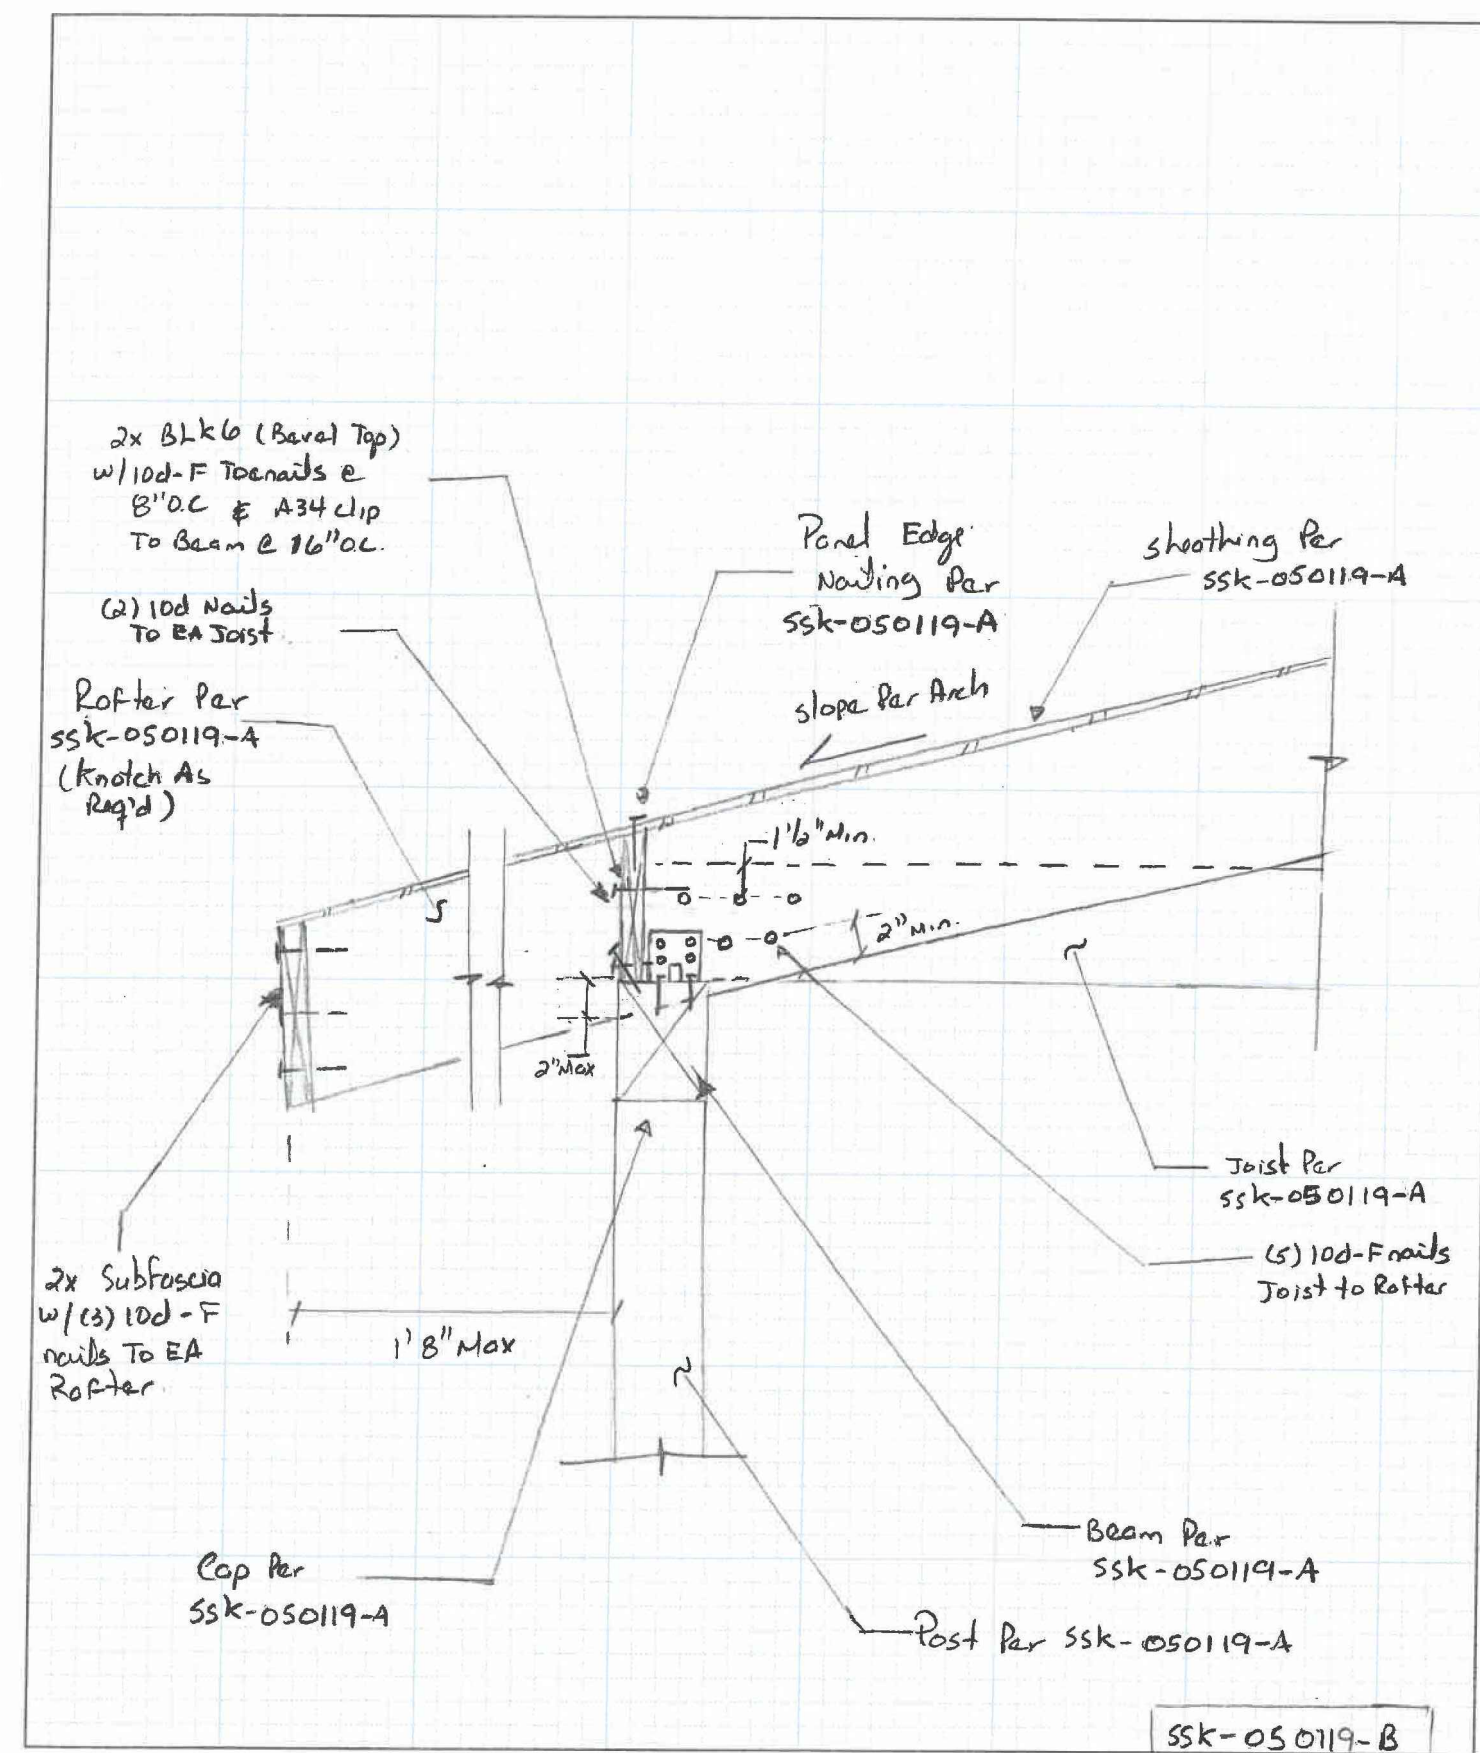 2x BLKG (Bevel Top)
w/10d-F Toenails @
8"O.C & A34 clip
To Beam @ 16"O.C.
(2) 10d Nails
To EA Joist
Rafter Per
SSK-050119-A
(Knotch As
Req'd)
Panel Edge
Nailing Per
SSK-050119-A
sheathing Per
SSK-050119-A
slope Per Arch
1 1/2" Min.
2" Min.
2" Max
Joist Per
SSK-050119-A
(5) 10d-F nails
Joist to Rafter
2x Subfascia
w/(3) 10d-F
nails To EA
Rafter
1'8" Max
Beam Per
SSK-050119-A
Cap Per
SSK-050119-A
Post Per SSK-050119-A
SSK-050119-B